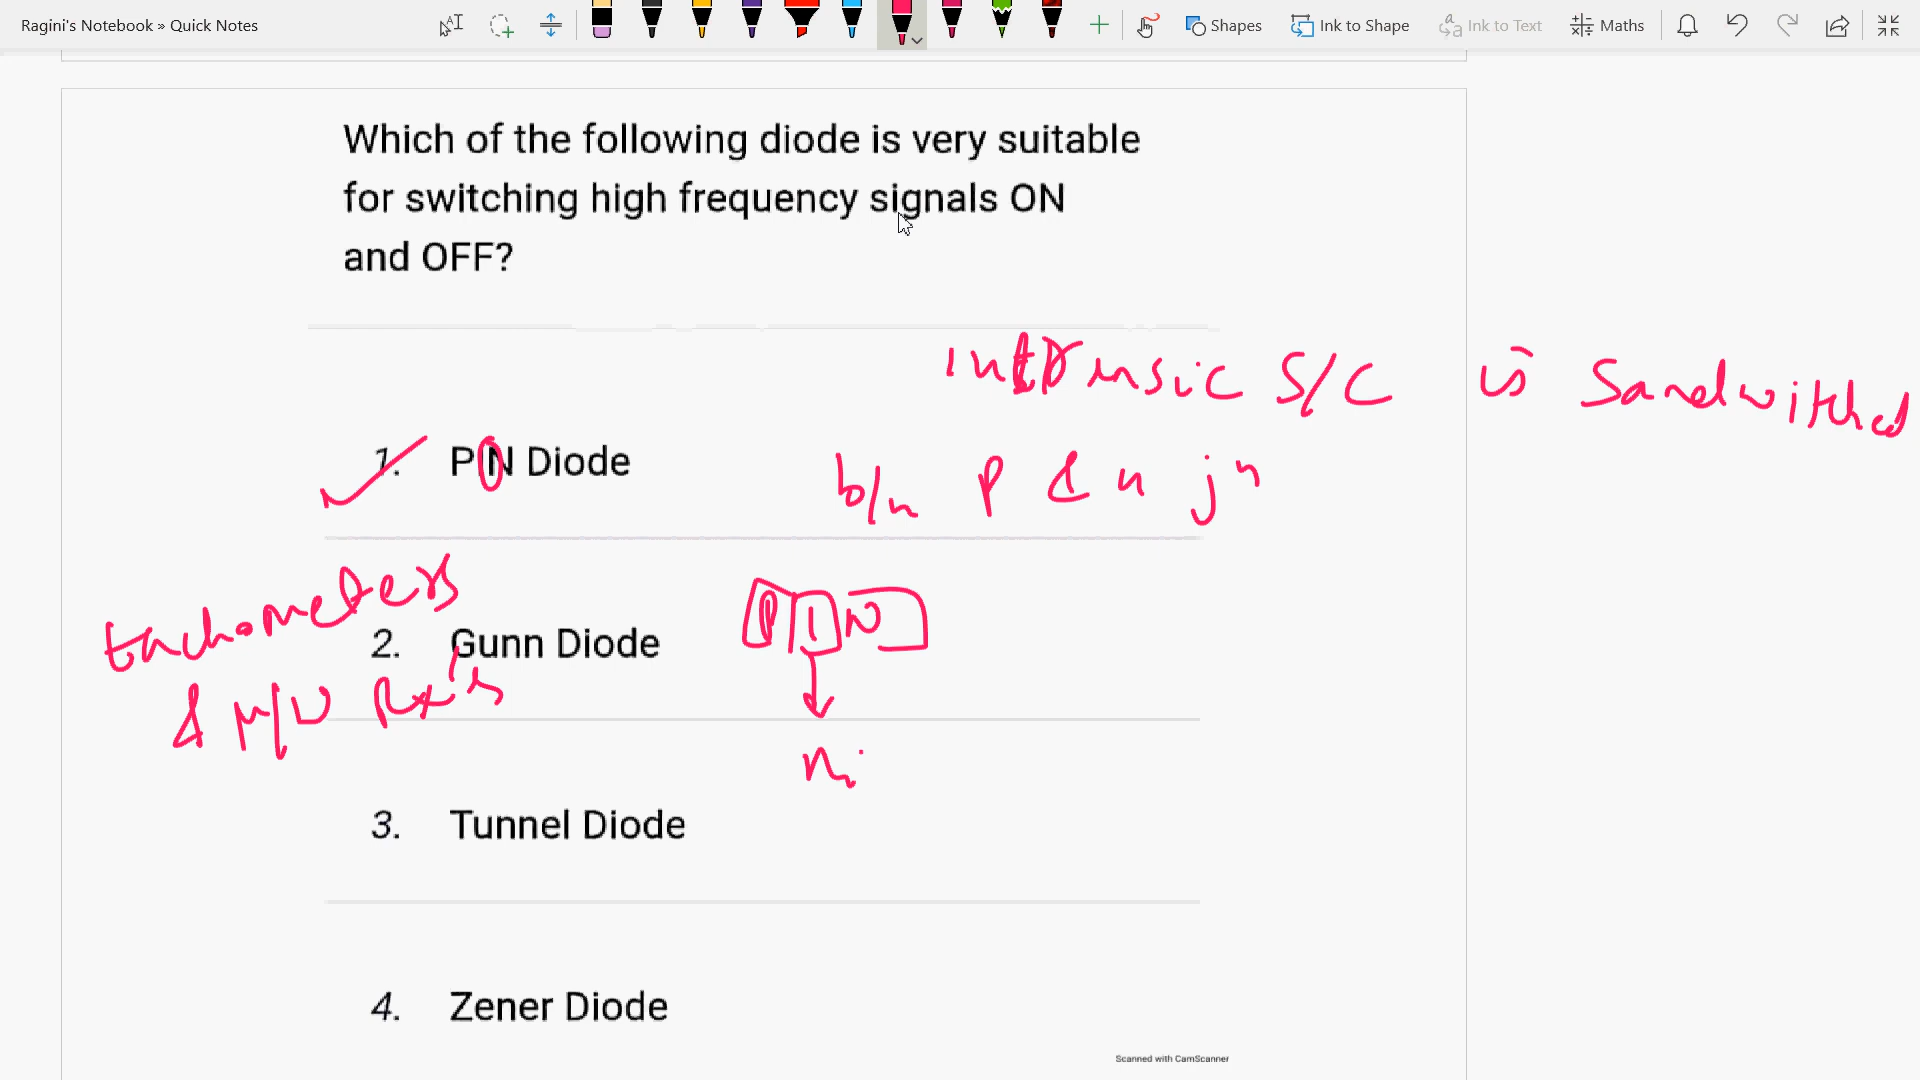 Ragini's Notebook » Quick Notes
Shapes
Ink to Shape
Ink to Text
Maths
Which of the following diode is very suitable
for switching high frequency signals ON
and OFF?
intrinsic S/C is Sandwitched
1. PIN Diode
b/n p & n jn
tachometers
2. Gunn Diode
P I N
& M/W Rx's
ni
3. Tunnel Diode
4. Zener Diode
Scanned with CamScanner